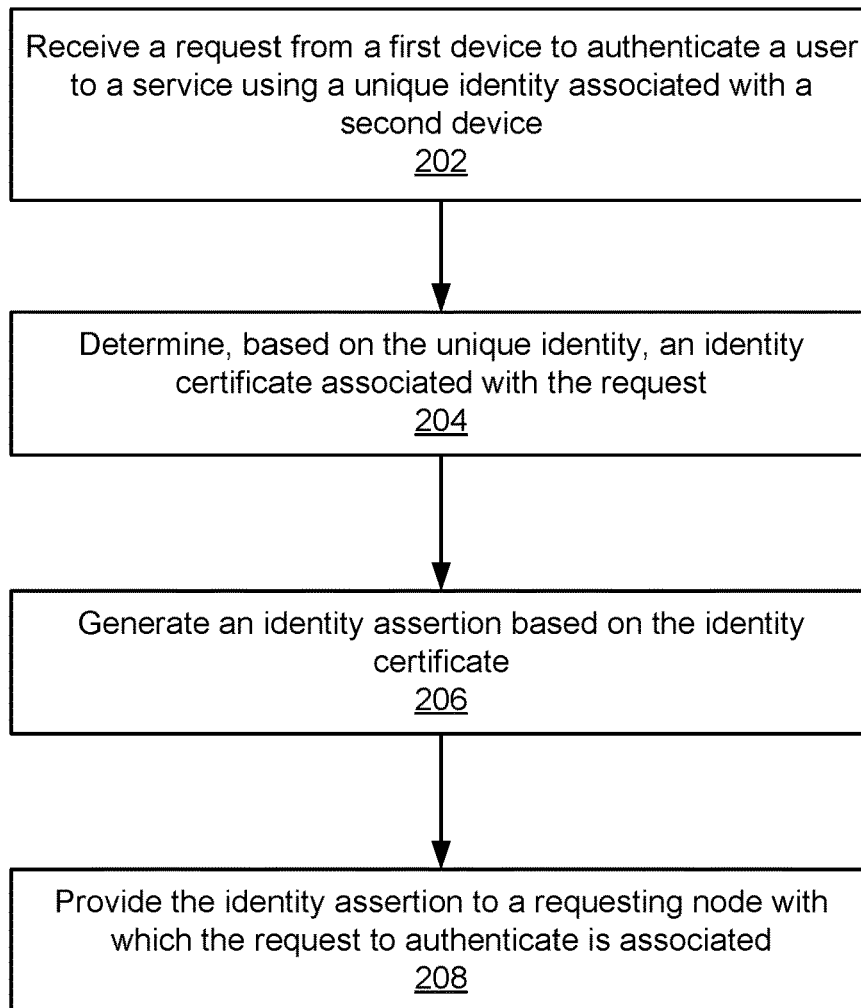 Receive a request from a first device to authenticate a user
to a service using a unique identity associated with a
second device
202
Determine, based on the unique identity, an identity
certificate associated with the request
204
Generate an identity assertion based on the identity
certificate
206
Provide the identity assertion to a requesting node with
which the request to authenticate is associated
208